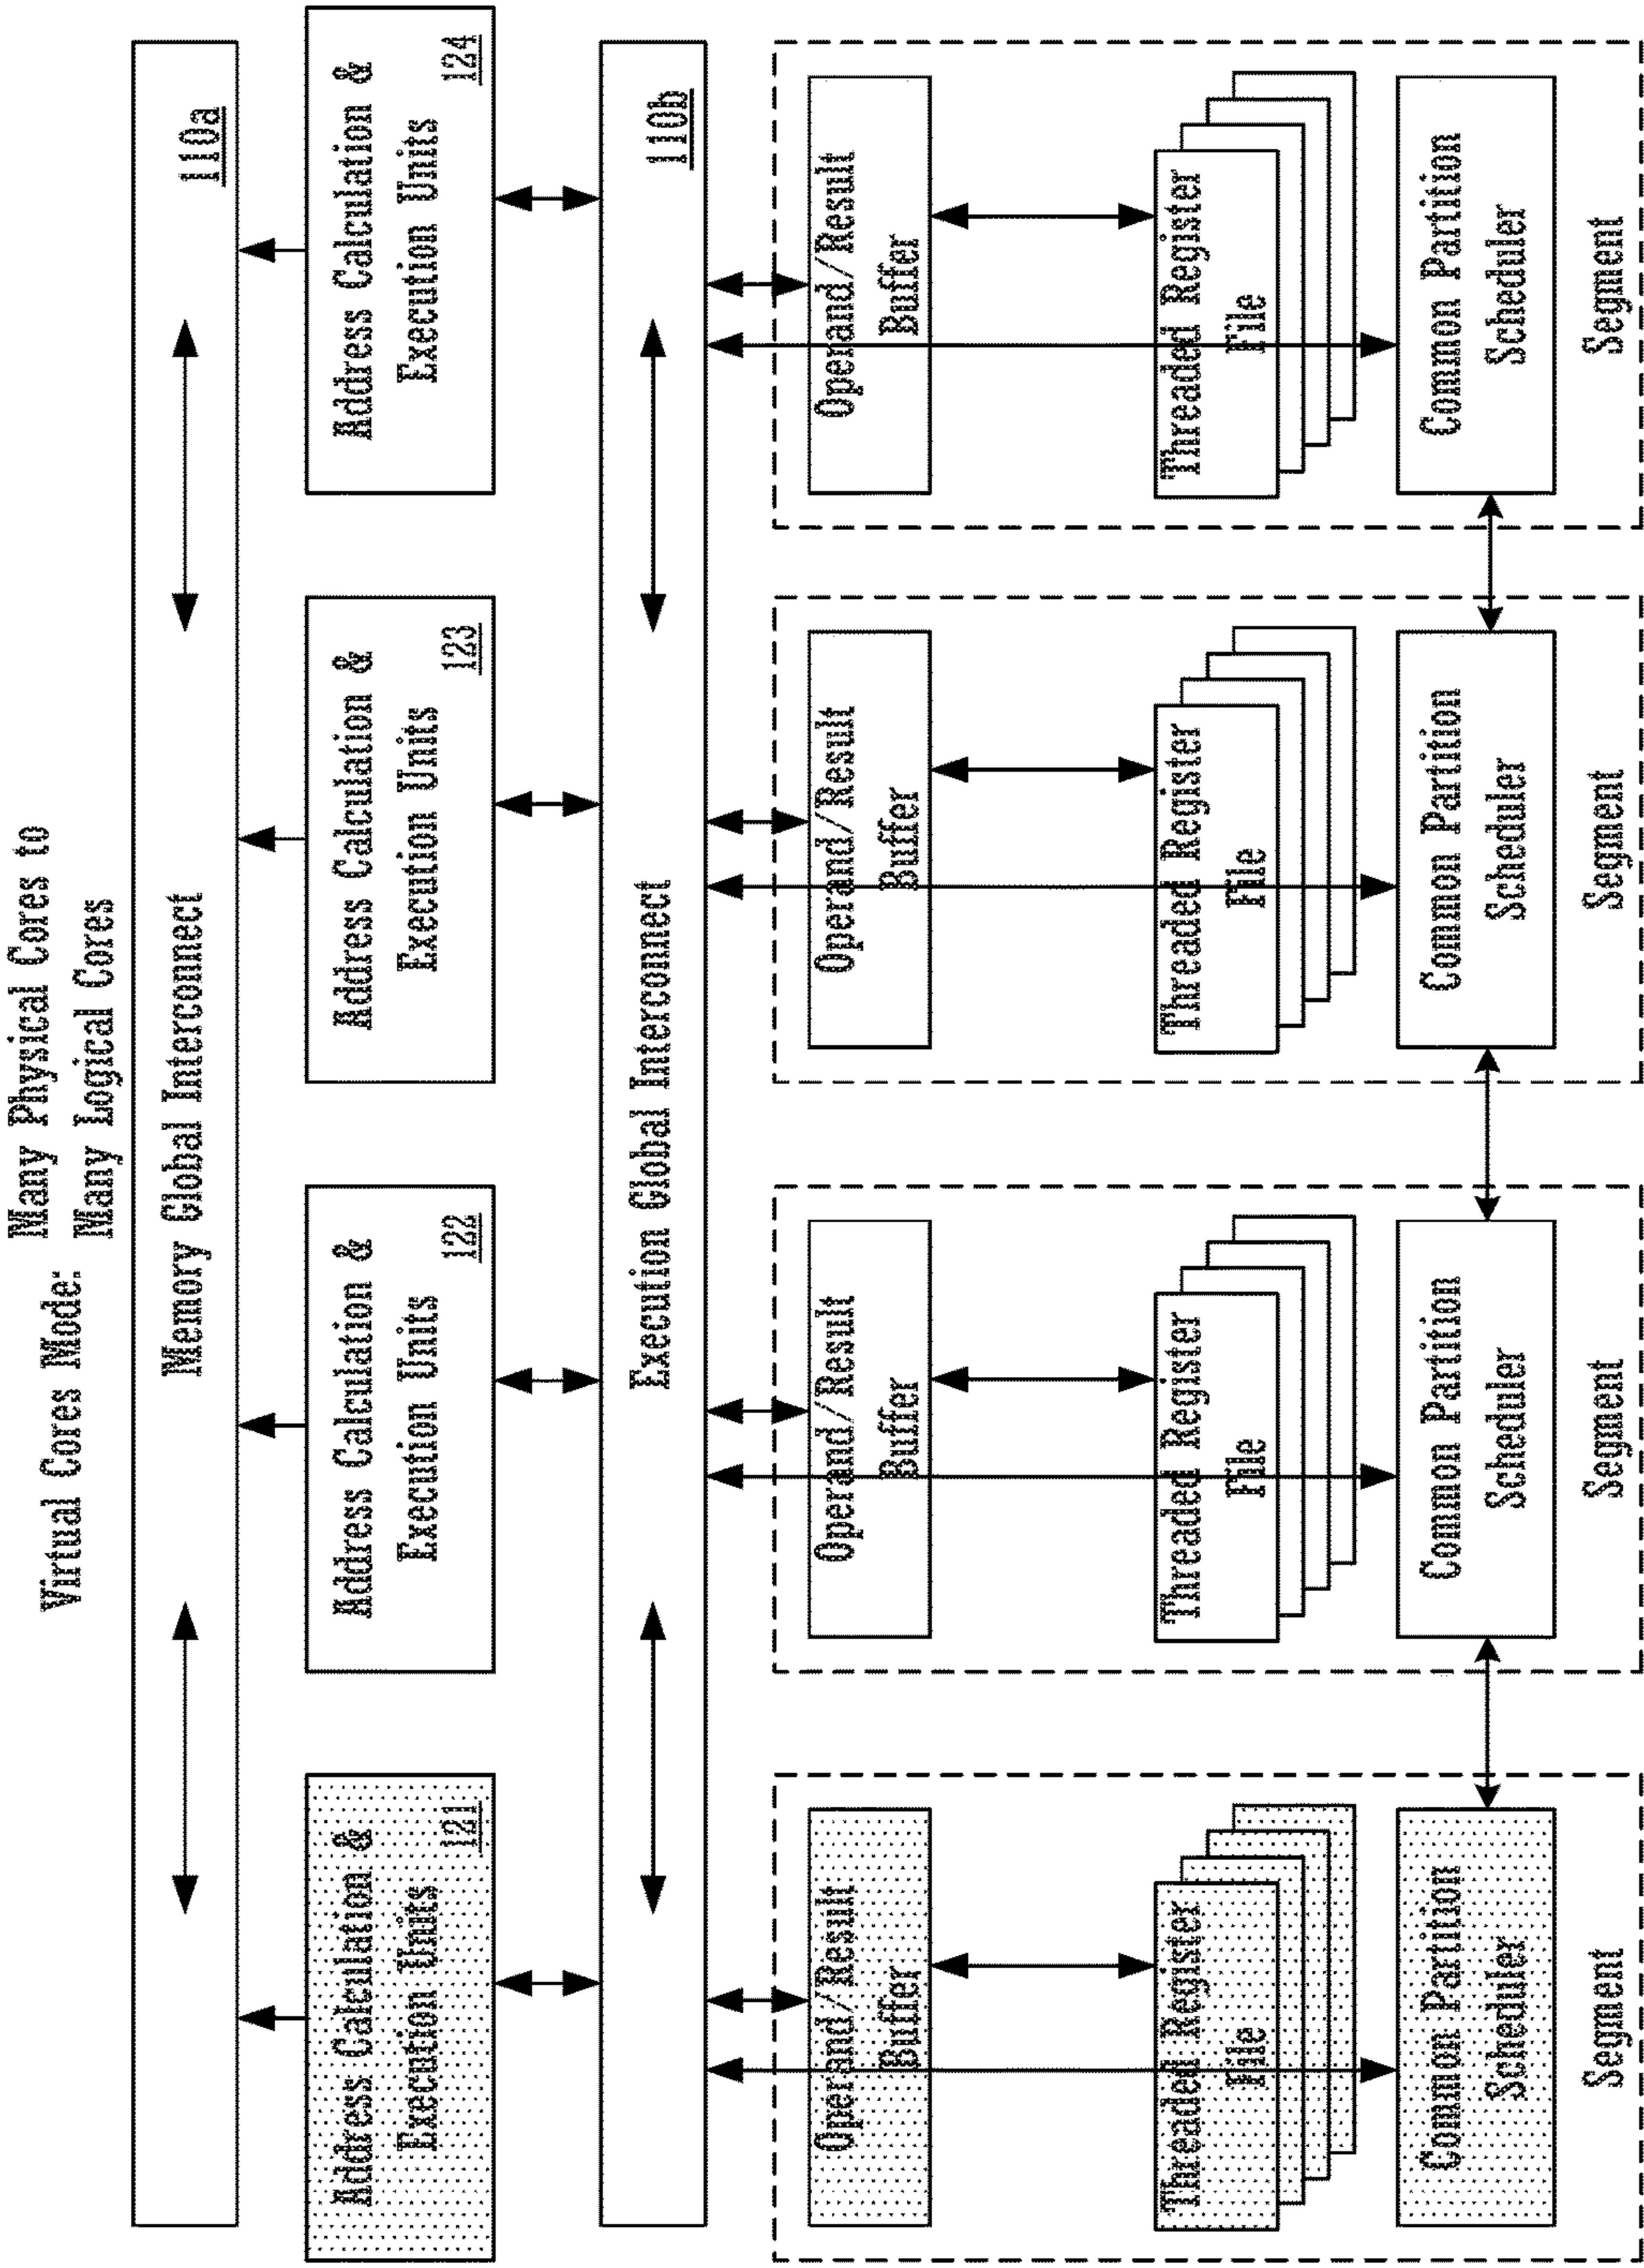 Virtual Cores Mode:
Many Physical Cores to
Many Logical Cores
Memory Global Interconnect
110a
Address Calculation &
Execution Units
121
Address Calculation &
Execution Units
122
Address Calculation &
Execution Units
123
Address Calculation &
Execution Units
124
Execution Global Interconnect
110b
Operand/Result
Buffer
Threaded Register
File
Common Partition
Scheduler
Segment
Operand/Result
Buffer
Threaded Register
File
Common Partition
Scheduler
Segment
Operand/Result
Buffer
Threaded Register
File
Common Partition
Scheduler
Segment
Operand/Result
Buffer
Threaded Register
File
Common Partition
Scheduler
Segment